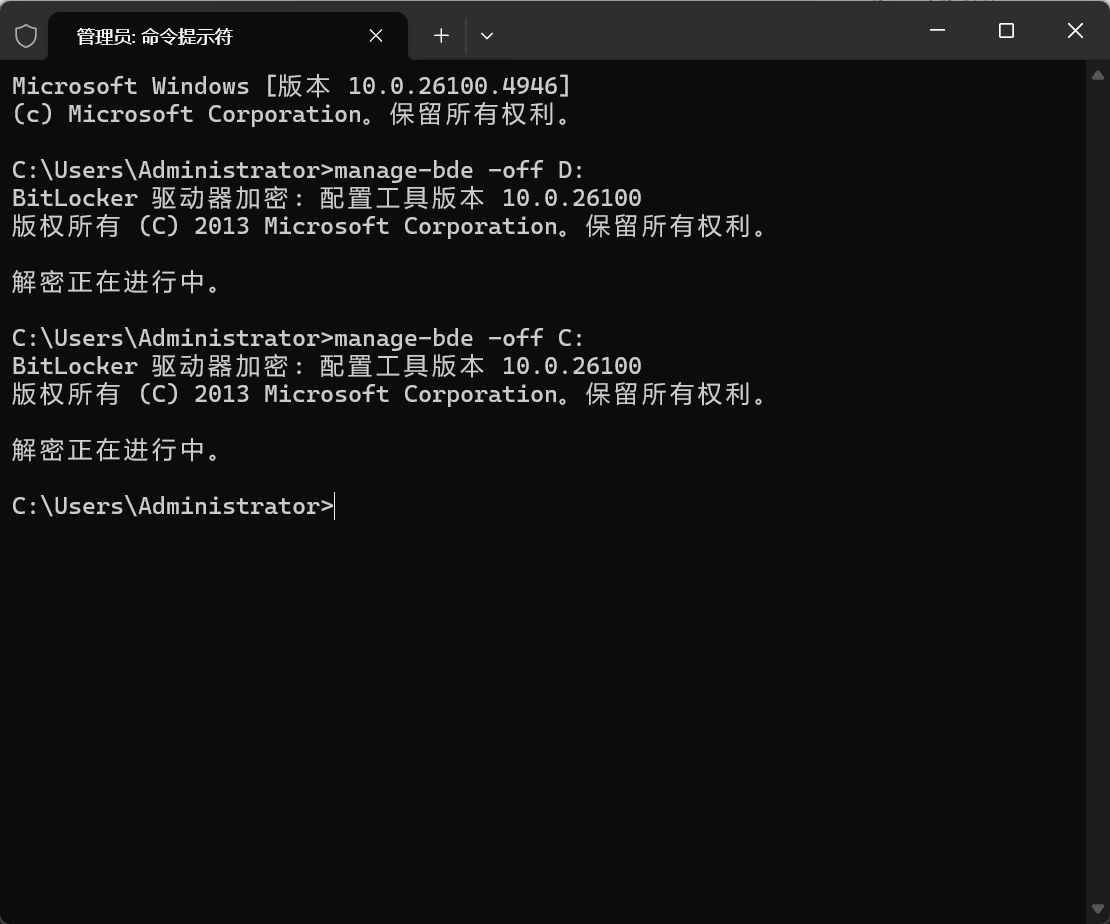 管理员: 命令提示符
Microsoft Windows [版本 10.0.26100.4946]
(c) Microsoft Corporation。保留所有权利。
C:\Users\Administrator>manage-bde -off D:
BitLocker 驱动器加密: 配置工具版本 10.0.26100
版权所有 (C) 2013 Microsoft Corporation。保留所有权利。
解密正在进行中。
C:\Users\Administrator>manage-bde -off C:
BitLocker 驱动器加密: 配置工具版本 10.0.26100
版权所有 (C) 2013 Microsoft Corporation。保留所有权利。
解密正在进行中。
C:\Users\Administrator>